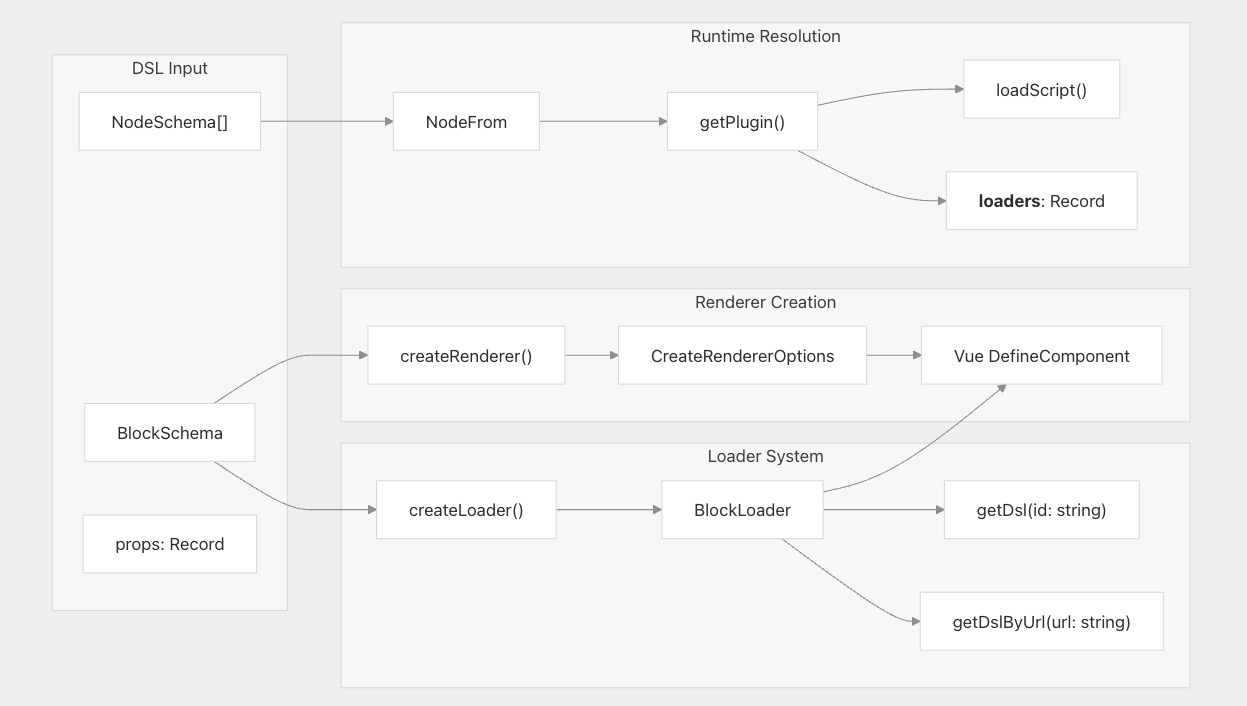 DSL Input
NodeSchema[]
BlockSchema
props: Record
Runtime Resolution
NodeFrom
getPlugin()
loadScript()
loaders: Record
Renderer Creation
createRenderer()
CreateRendererOptions
Vue DefineComponent
Loader System
createLoader()
BlockLoader
getDsl(id: string)
getDslByUrl(url: string)